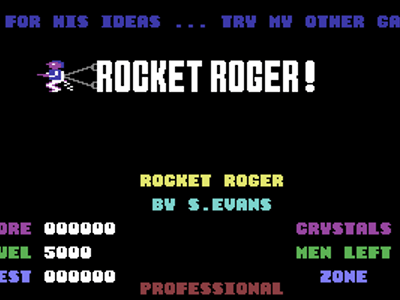 FOR HIS IDEAS ... TRY MY OTHER GA
ROCKET ROGER!
ROCKET ROGER
BY S.EVANS
ORE 000000 CRYSTALS
VEL 5000 MEN LEFT
EST 000000 ZONE
PROFESSIONAL